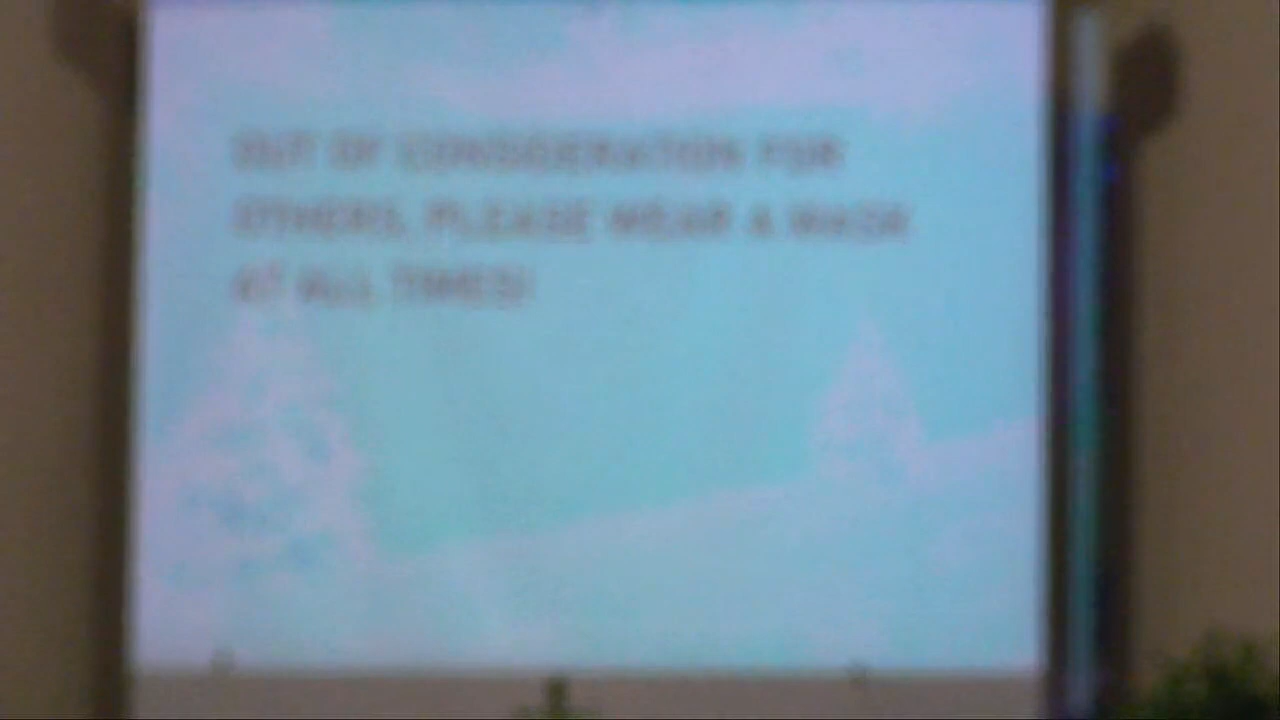 OUT OF CONSIDERATION FOR
OTHERS, PLEASE WEAR A MASK
AT ALL TIMES!